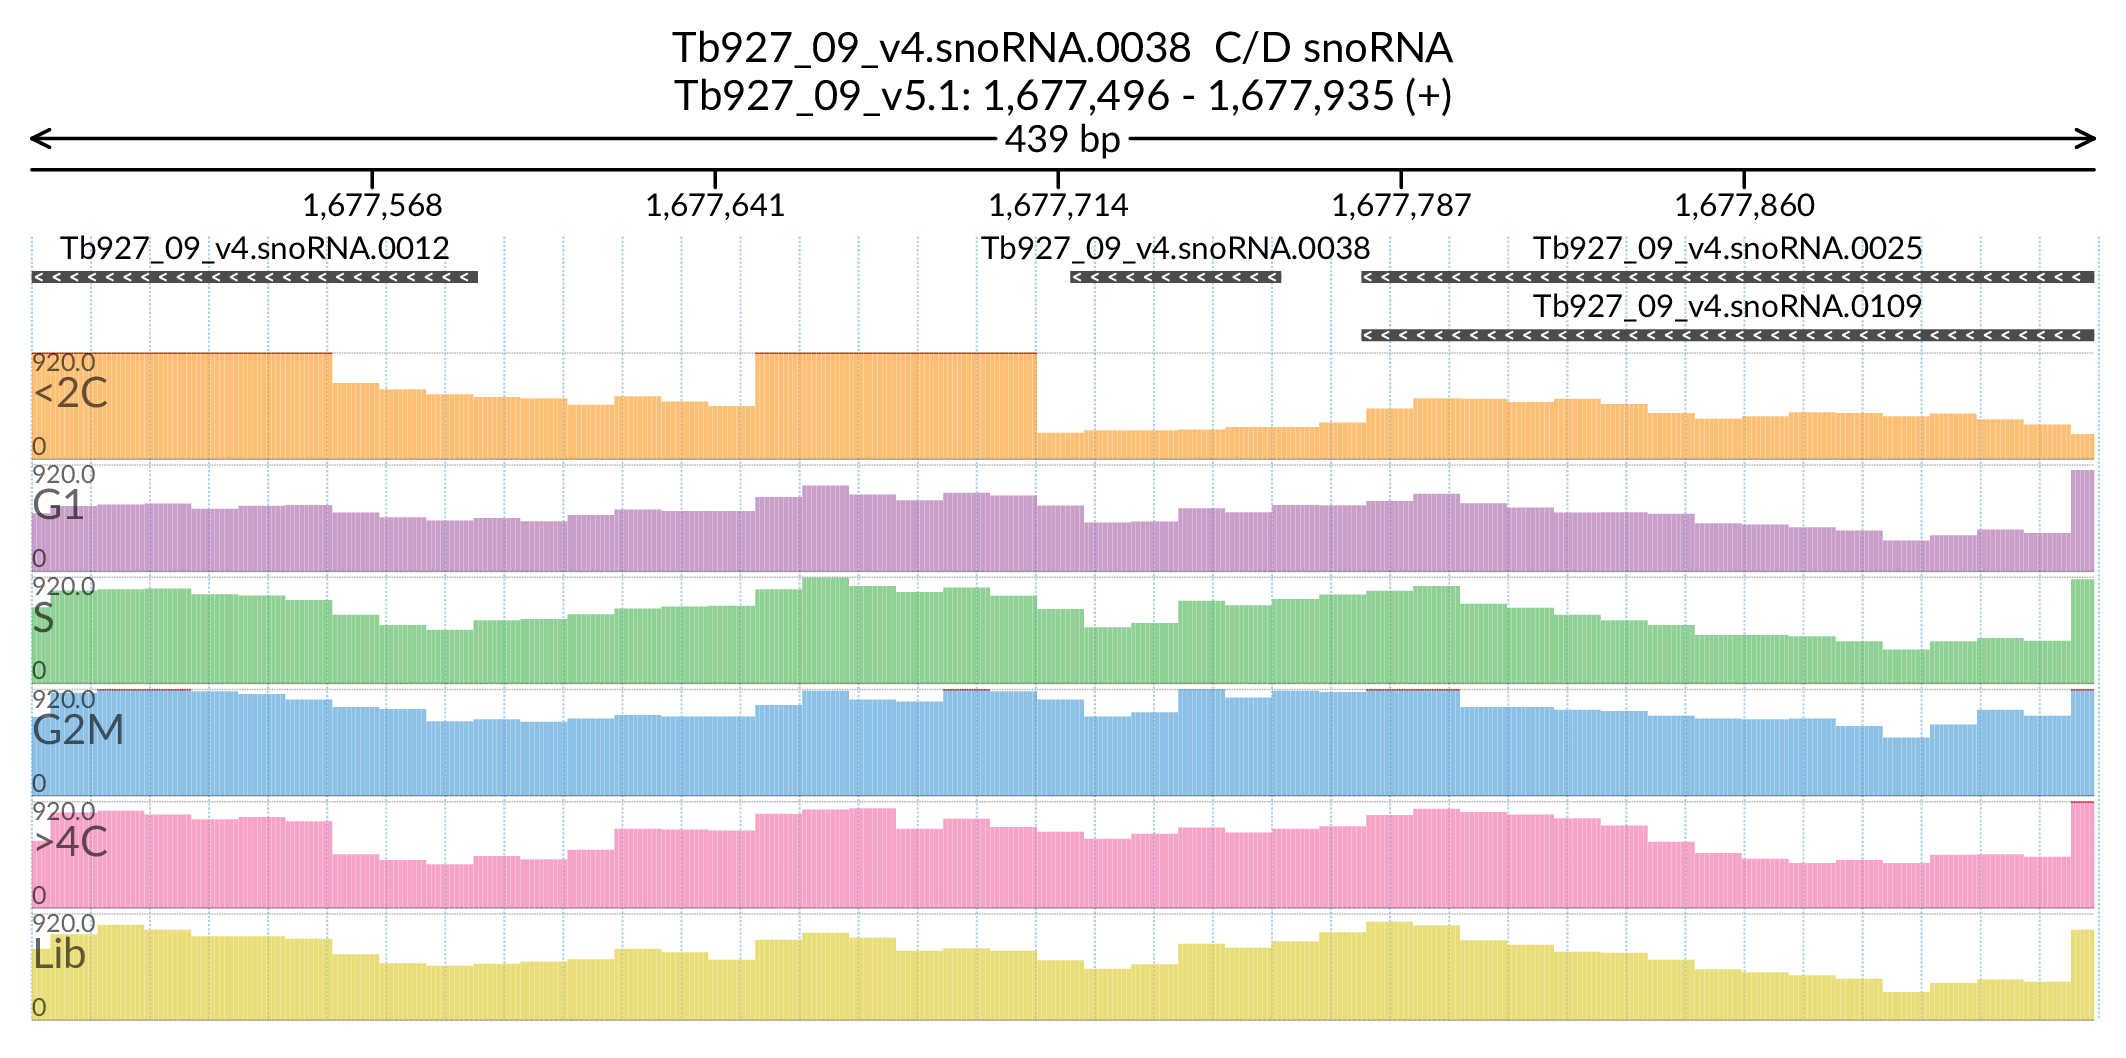 Tb927_09_v4.snoRNA.0038  C/D snoRNA
Tb927_09_v5.1: 1,677,496 - 1,677,935 (+)
439 bp
1,677,568 1,677,641 1,677,714 1,677,787 1,677,860
Tb927_09_v4.snoRNA.0012 Tb927_09_v4.snoRNA.0038 Tb927_09_v4.snoRNA.0025
Tb927_09_v4.snoRNA.0109
920.0
<2C
0
920.0
G1
0
920.0
S
0
920.0
G2M
0
920.0
>4C
0
920.0
Lib
0